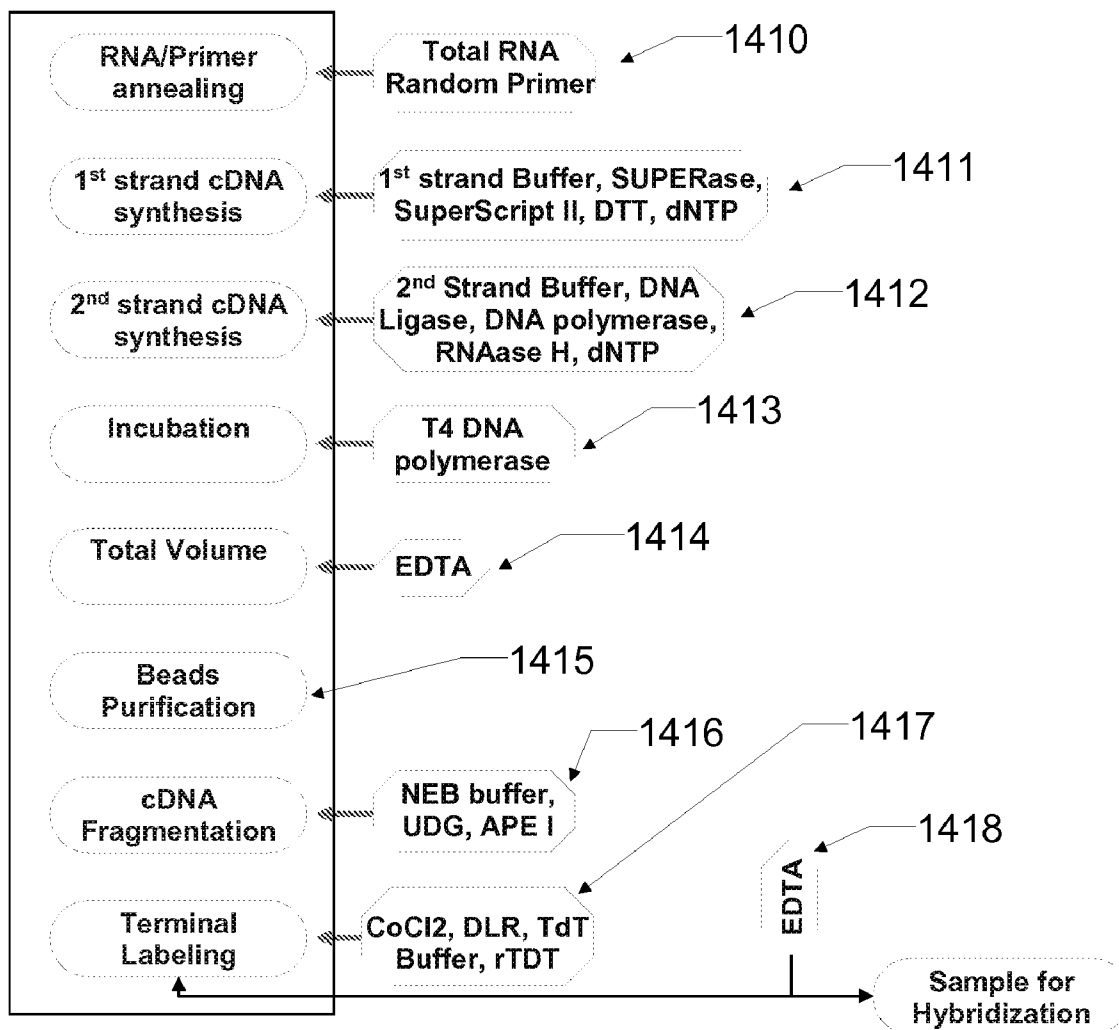 RNA/Primer
annealing
Total RNA
Random Primer
1410
1st strand cDNA
synthesis
1st strand Buffer, SUPERase,
SuperScript II, DTT, dNTP
1411
2nd strand cDNA
synthesis
2nd Strand Buffer, DNA
Ligase, DNA polymerase,
RNAase H, dNTP
1412
Incubation
T4 DNA
polymerase
1413
Total Volume
EDTA
1414
Beads
Purification
1415
cDNA
Fragmentation
NEB buffer,
UDG, APE I
1416
Terminal
Labeling
CoCl2, DLR, TdT
Buffer, rTDT
1417
EDTA
1418
Sample for
Hybridization